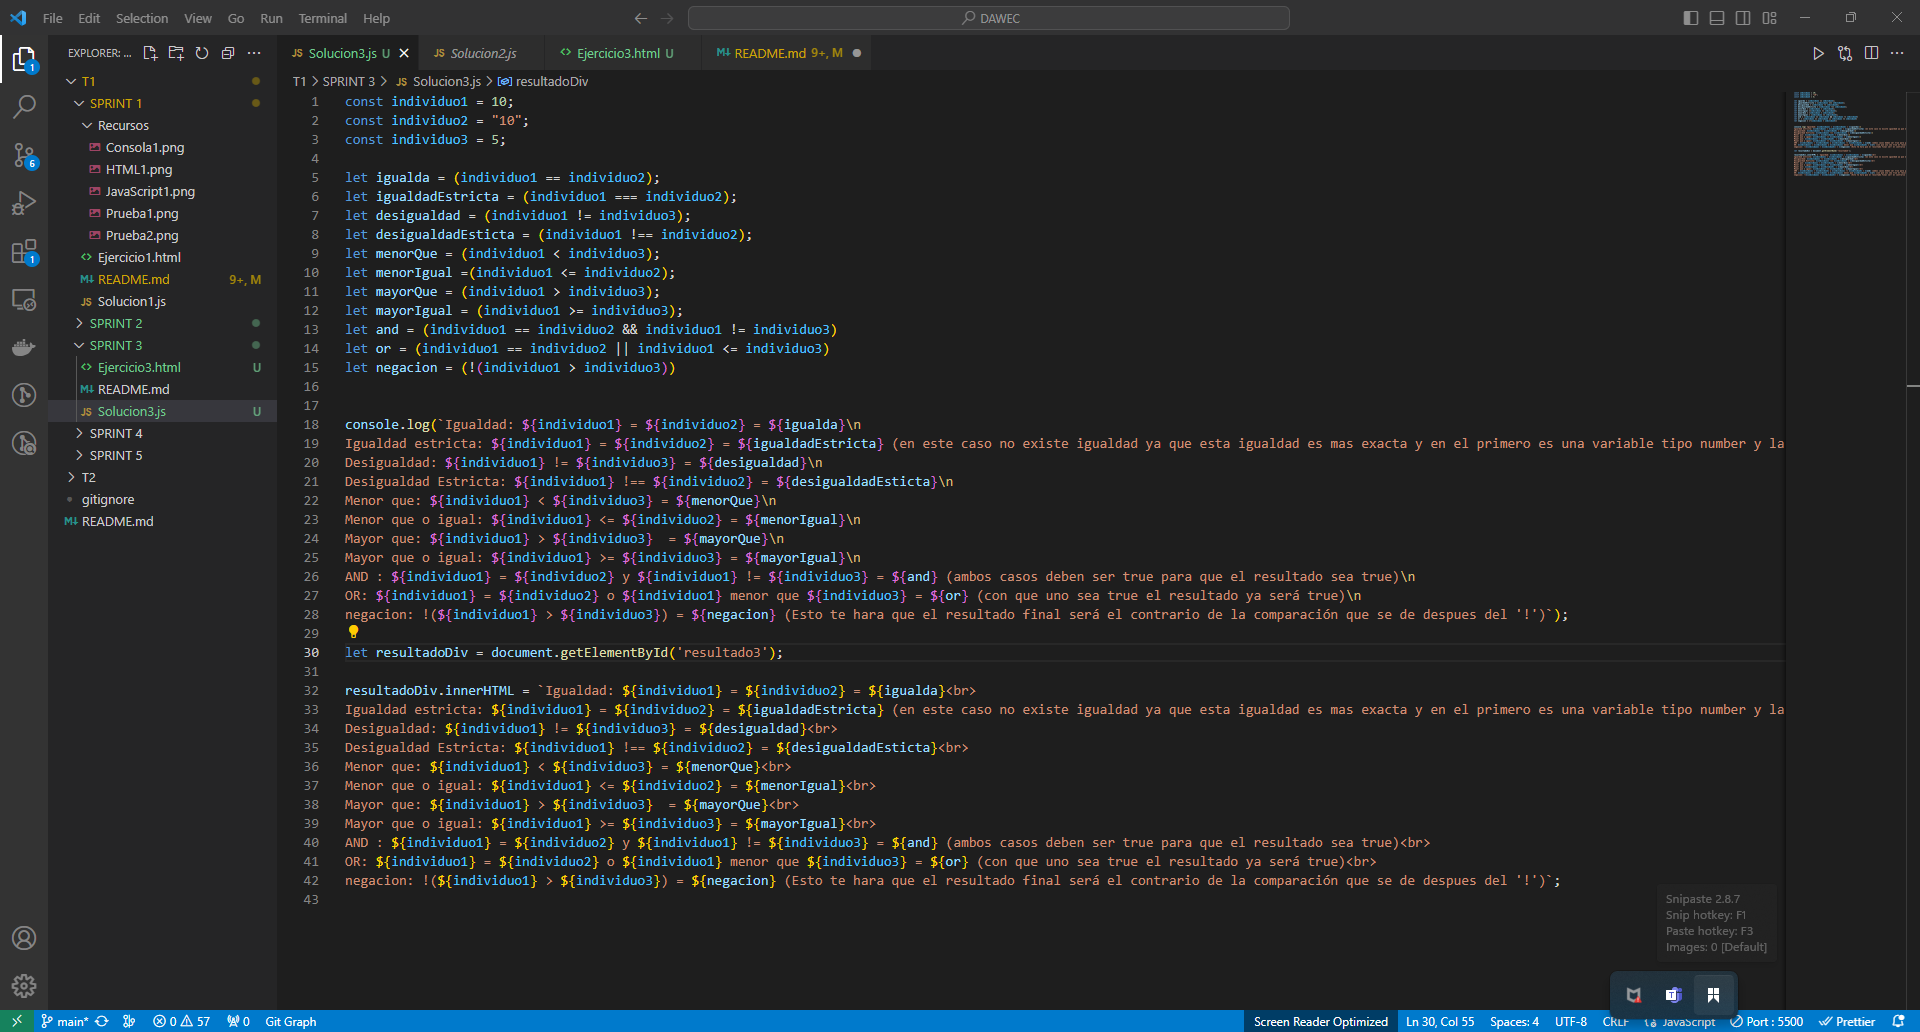 File Edit Selection View Go Run Terminal Help
DAWEC
EXPLORER: ...
T1
SPRINT 1
Recursos
Consola1.png
HTML1.png
JavaScript1.png
Prueba1.png
Prueba2.png
Ejercicio1.html
README.md 9+, M
Solucion1.js
SPRINT 2
SPRINT 3
Ejercicio3.html U
README.md
Solucion3.js U
SPRINT 4
SPRINT 5
T2
gitignore
README.md
1
6
1
Solucion3.js U Solucion2.js Ejercicio3.html U README.md 9+, M
T1 > SPRINT 3 > JS Solucion3.js > resultadoDiv
1 const individuo1 = 10;
2 const individuo2 = "10";
3 const individuo3 = 5;
4
5 let igualda = (individuo1 == individuo2);
6 let igualdadEstricta = (individuo1 === individuo2);
7 let desigualdad = (individuo1 != individuo3);
8 let desigualdadEsticta = (individuo1 !== individuo2);
9 let menorQue = (individuo1 < individuo3);
10 let menorIgual =(individuo1 <= individuo2);
11 let mayorQue = (individuo1 > individuo3);
12 let mayorIgual = (individuo1 >= individuo3);
13 let and = (individuo1 == individuo2 && individuo1 != individuo3)
14 let or = (individuo1 == individuo2 || individuo1 <= individuo3)
15 let negacion = (!(individuo1 > individuo3))
16
17
18 console.log(`Igualdad: ${individuo1} = ${individuo2} = ${igualda}\n
19 Igualdad estricta: ${individuo1} = ${individuo2} = ${igualdadEstricta} (en este caso no existe igualdad ya que esta igualdad es mas exacta y en el primero es una variable tipo number y la
20 Desigualdad: ${individuo1} != ${individuo3} = ${desigualdad}\n
21 Desigualdad Estricta: ${individuo1} !== ${individuo2} = ${desigualdadEsticta}\n
22 Menor que: ${individuo1} < ${individuo3} = ${menorQue}\n
23 Menor que o igual: ${individuo1} <= ${individuo2} = ${menorIgual}\n
24 Mayor que: ${individuo1} > ${individuo3}  = ${mayorQue}\n
25 Mayor que o igual: ${individuo1} >= ${individuo3} = ${mayorIgual}\n
26 AND : ${individuo1} = ${individuo2} y ${individuo1} != ${individuo3} = ${and} (ambos casos deben ser true para que el resultado sea true)\n
27 OR: ${individuo1} = ${individuo2} o ${individuo1} menor que ${individuo3} = ${or} (con que uno sea true el resultado ya será true)\n
28 negacion: !(${individuo1} > ${individuo3}) = ${negacion} (Esto te hara que el resultado final será el contrario de la comparación que se de despues del '!')`);
29
30 let resultadoDiv = document.getElementById('resultado3');
31
32 resultadoDiv.innerHTML = `Igualdad: ${individuo1} = ${individuo2} = ${igualda}<br>
33 Igualdad estricta: ${individuo1} = ${individuo2} = ${igualdadEstricta} (en este caso no existe igualdad ya que esta igualdad es mas exacta y en el primero es una variable tipo number y la
34 Desigualdad: ${individuo1} != ${individuo3} = ${desigualdad}<br>
35 Desigualdad Estricta: ${individuo1} !== ${individuo2} = ${desigualdadEsticta}<br>
36 Menor que: ${individuo1} < ${individuo3} = ${menorQue}<br>
37 Menor que o igual: ${individuo1} <= ${individuo2} = ${menorIgual}<br>
38 Mayor que: ${individuo1} > ${individuo3}  = ${mayorQue}<br>
39 Mayor que o igual: ${individuo1} >= ${individuo3} = ${mayorIgual}<br>
40 AND : ${individuo1} = ${individuo2} y ${individuo1} != ${individuo3} = ${and} (ambos casos deben ser true para que el resultado sea true)<br>
41 OR: ${individuo1} = ${individuo2} o ${individuo1} menor que ${individuo3} = ${or} (con que uno sea true el resultado ya será true)<br>
42 negacion: !(${individuo1} > ${individuo3}) = ${negacion} (Esto te hara que el resultado final será el contrario de la comparación que se de despues del '!')`;
43
Snipaste 2.8.7
Snip hotkey: F1
Paste hotkey: F3
Images: 0 [Default]
main* 0 57 0 Git Graph Screen Reader Optimized Ln 30, Col 55 Spaces: 4 UTF-8 CRLF JavaScript Port : 5500 Prettier